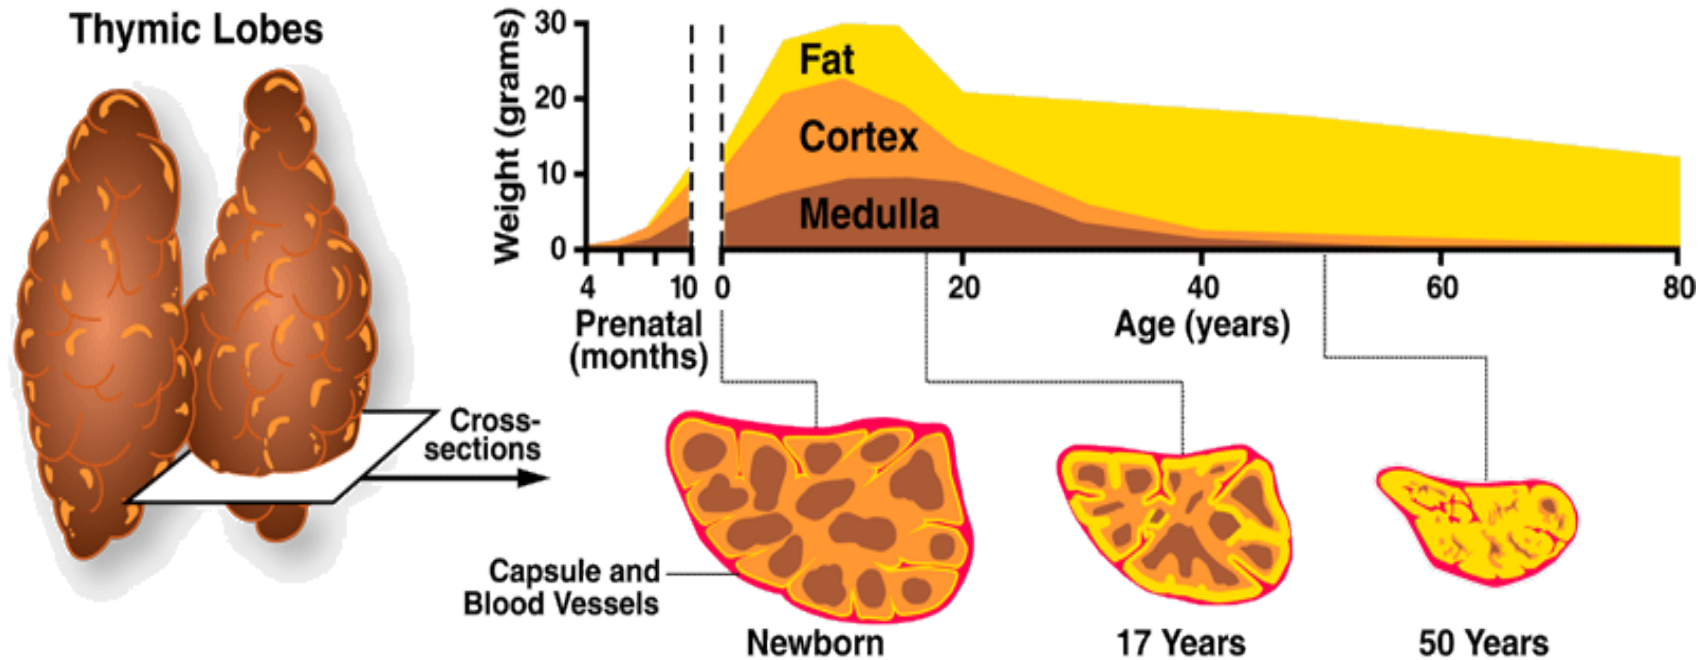 Thymic Lobes
Weight (grams)
30
20
10
0
Fat
Cortex
Medulla
4 10 0 20 40 60 80
Prenatal
(months)
Age (years)
Cross-
sections
Capsule and
Blood Vessels
Newborn
17 Years
50 Years